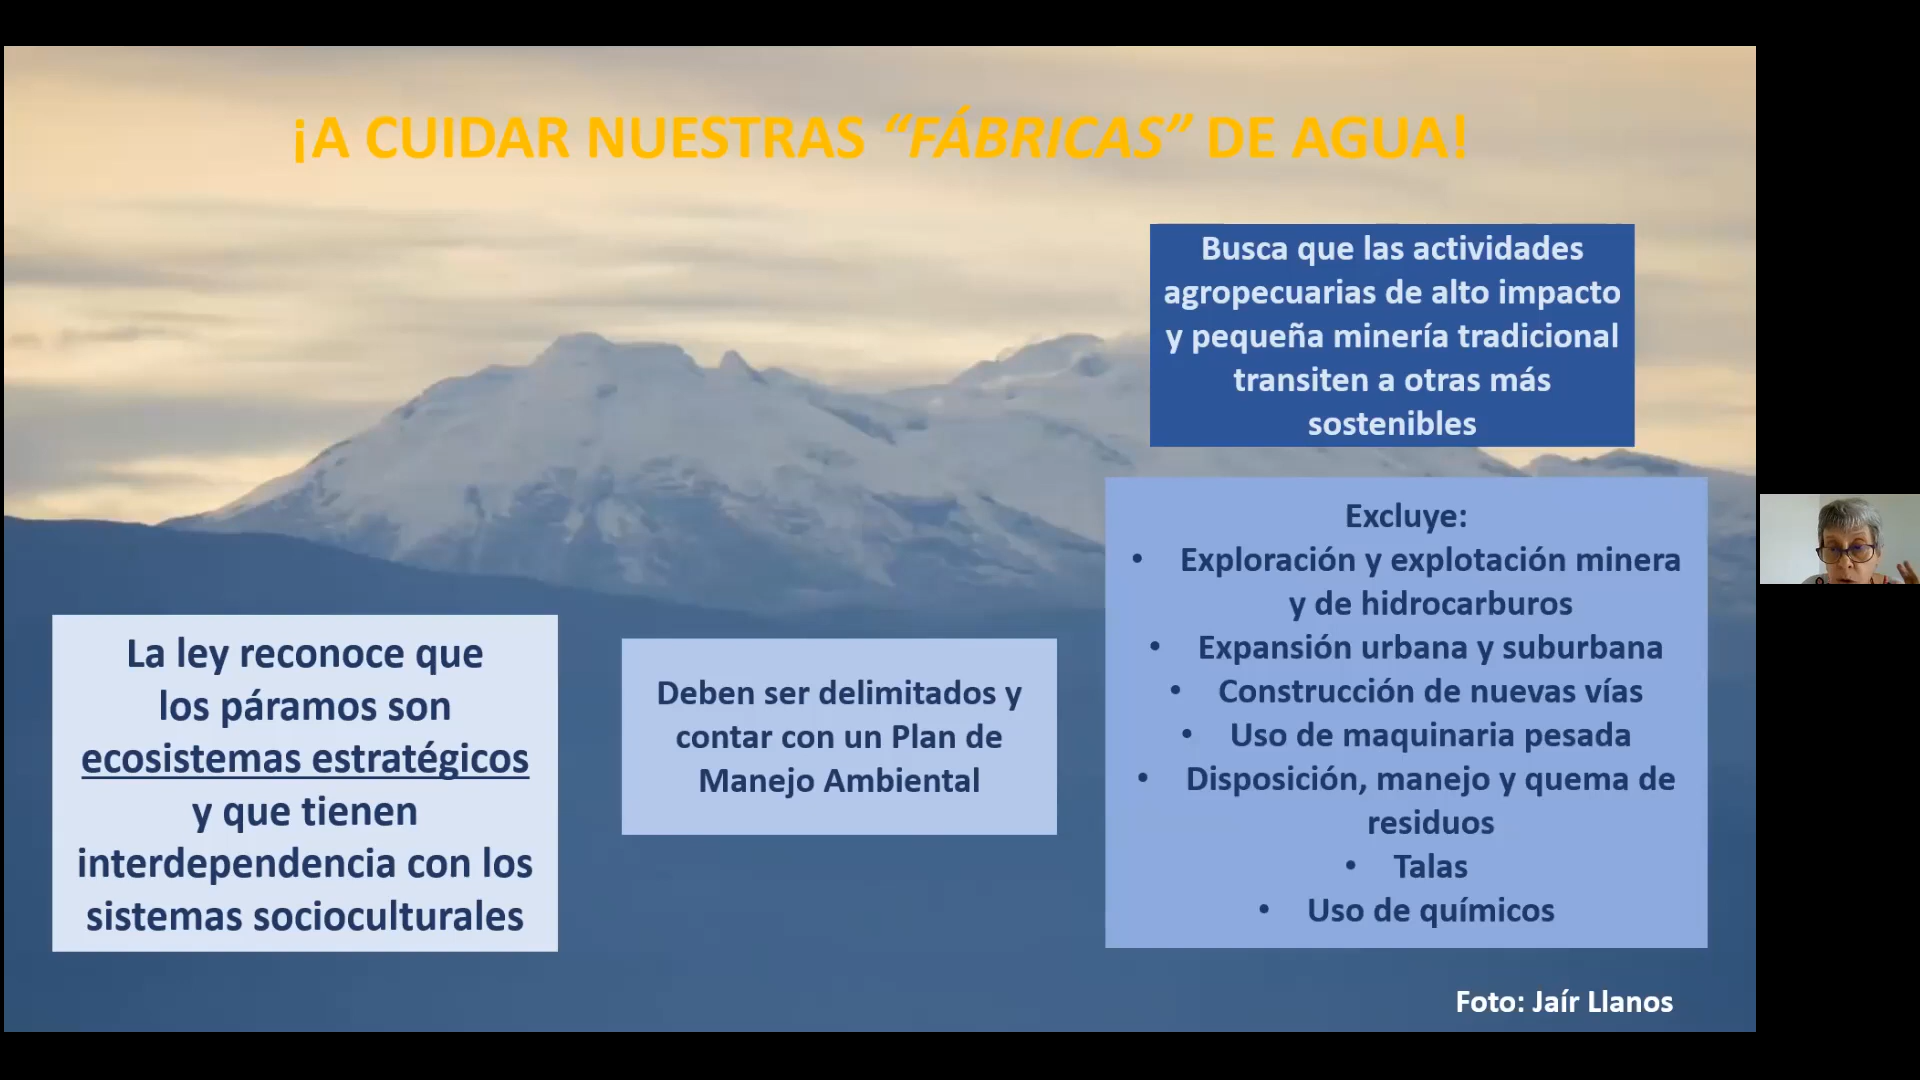 ¡A CUIDAR NUESTRAS “FÁBRICAS” DE AGUA!
Busca que las actividades
agropecuarias de alto impacto
y pequeña minería tradicional
transiten a otras más
sostenibles
La ley reconoce que
los páramos son
ecosistemas estratégicos
y que tienen
interdependencia con los
sistemas socioculturales
Deben ser delimitados y
contar con un Plan de
Manejo Ambiental
Excluye:
• Exploración y explotación minera
y de hidrocarburos
• Expansión urbana y suburbana
• Construcción de nuevas vías
• Uso de maquinaria pesada
• Disposición, manejo y quema de
residuos
• Talas
• Uso de químicos
Foto: Jaír Llanos